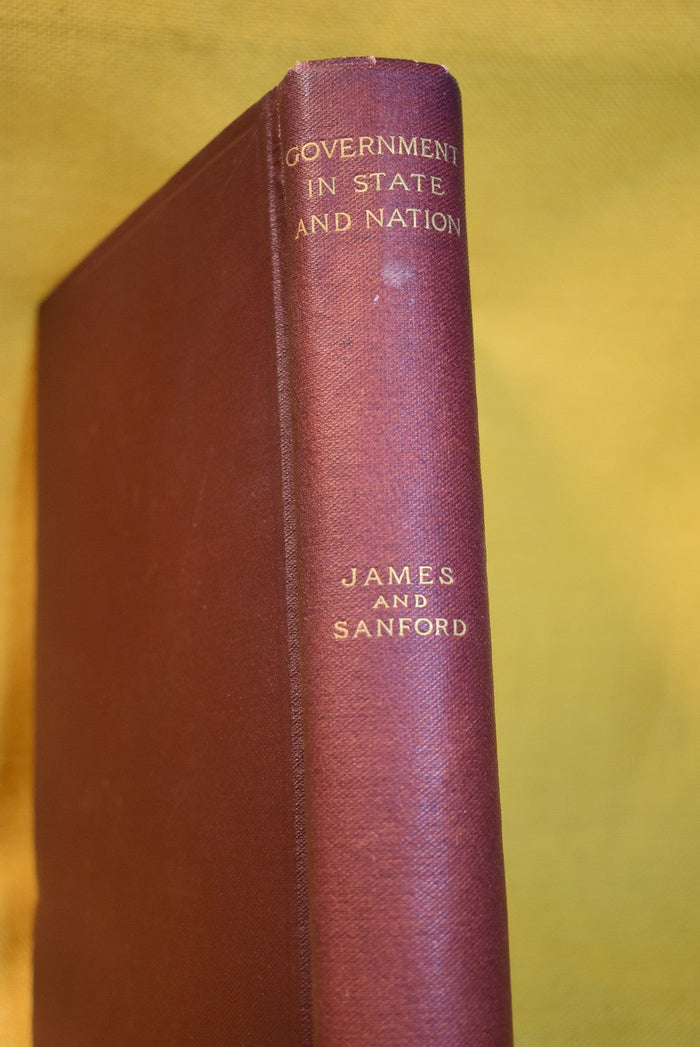 GOVERNMENT
IN STATE
AND NATION
JAMES
AND
SANFORD